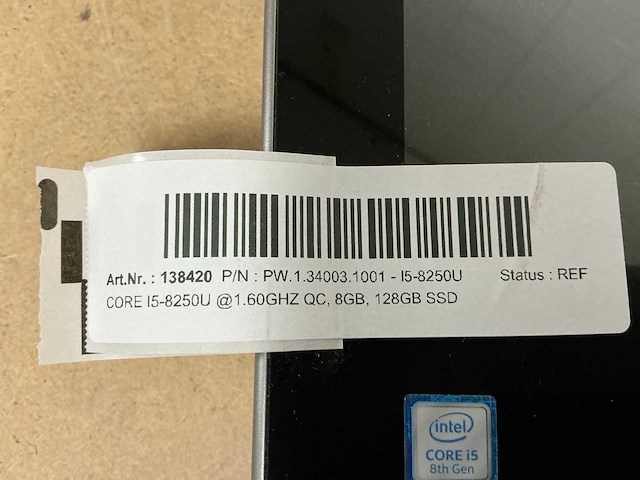 Art.Nr. : 138420 P/N : PW.1.34003.1001 - I5-8250U Status : REF
CORE I5-8250U @1.60GHZ QC, 8GB, 128GB SSD
intel
CORE i5
8th Gen